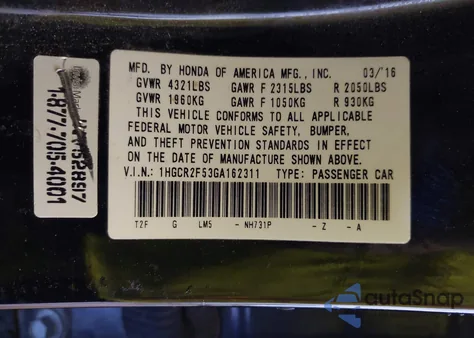 MFD. BY HONDA OF AMERICA MFG., INC. 03/'16
GVWR 4321LBS GAWR F 2315LBS R 2050LBS
GVWR 1960KG GAWR F 1050KG R 930KG
THIS VEHICLE CONFORMS TO ALL APPLICABLE
FEDERAL MOTOR VEHICLE SAFETY, BUMPER,
AND THEFT PREVENTION STANDARDS IN EFFECT
ON THE DATE OF MANUFACTURE SHOWN ABOVE.
V.I.N.: 1HGCR2F53GA162311 TYPE: PASSENGER CAR
T2F G LM5 - NH731P - Z - A
1-877-705-4001
autoSnap